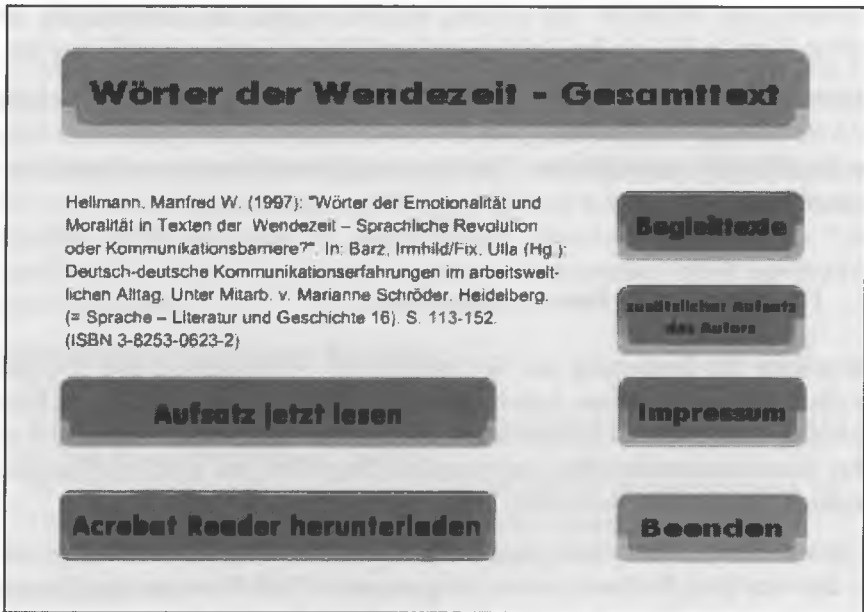 Wörter der Wendezeit - Gesamttext
Hellmann, Manfred W. (1997): "Wörter der Emotionalität und
Moralität in Texten der Wendezeit – Sprachliche Revolution
oder Kommunikationsbarriere?". In: Barz, Irmhild/Fix, Ulla (Hg.):
Deutsch-deutsche Kommunikationserfahrungen im arbeitswelt-
lichen Alltag. Unter Mitarb. v. Marianne Schröder. Heidelberg.
(= Sprache – Literatur und Geschichte 16). S. 113-152.
(ISBN 3-8253-0623-2)
Begleittexte
zusätzlicher Aufsatz
des Autors
Aufsatz jetzt lesen
Impressum
Acrobat Reader herunterladen
Beenden